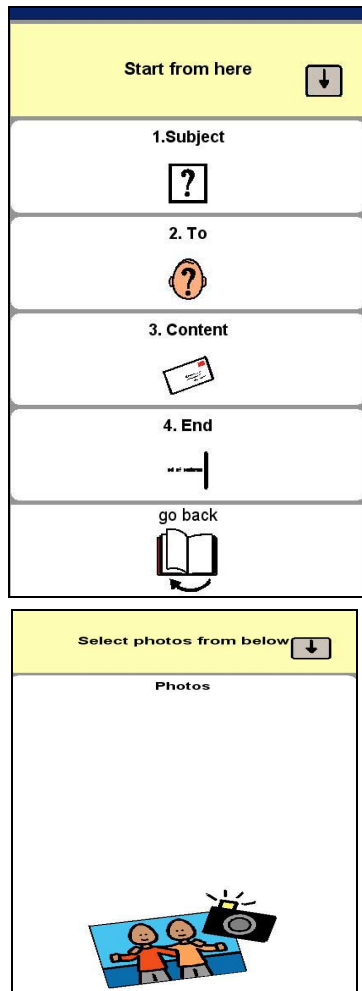 Start from here
1.Subject
?
2. To
?
3. Content
4. End
go back
Select photos from below
Photos